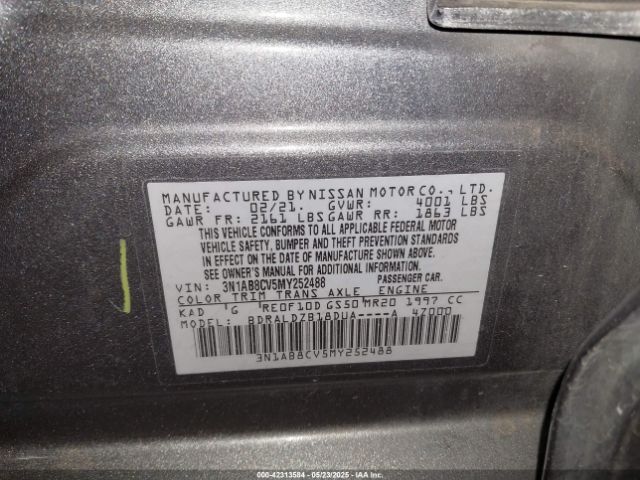 MANUFACTURED BY NISSAN MOTOR CO., LTD.
DATE: 02/21. GVWR: 4001 LBS
GAWR FR: 2161 LBS GAWR RR: 1863 LBS
THIS VEHICLE CONFORMS TO ALL APPLICABLE FEDERAL MOTOR
VEHICLE SAFETY, BUMPER AND THEFT PREVENTION STANDARDS
IN EFFECT ON THE DATE OF MANUFACTURE SHOWN ABOVE.
SEE OWNER'S MANUAL FOR ADDITIONAL INFORMATION.
VIN: 3N1AB8CV5MY252488 PASSENGER CAR.
COLOR TRIM TRANS AXLE ENGINE
KAD G RE0F10D GS50 MR20 1997 CC
MODEL: BDRALDZB18DUA----A 47000
3N1AB8CV5MY252488
000-42313584 - 05/23/2025 - IAAI.COM